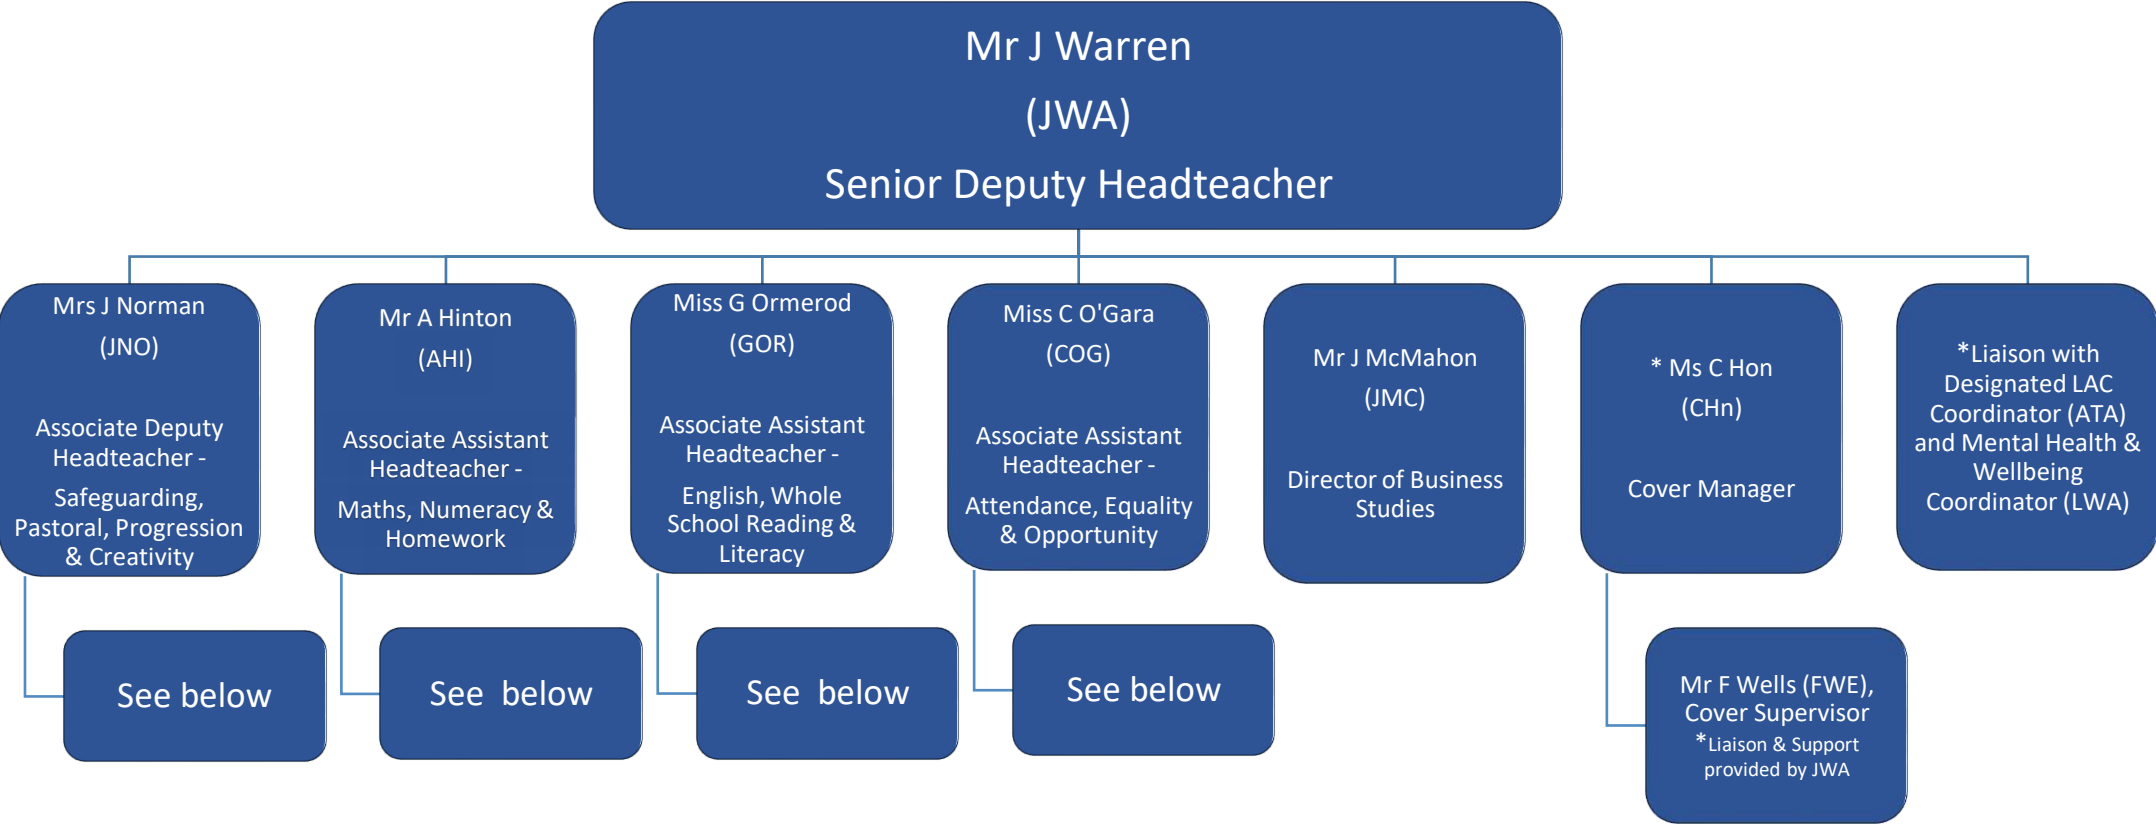 Mr J Warren
(JWA)
Senior Deputy Headteacher
Mrs J Norman
(JNO)
Associate Deputy
Headteacher -
Safeguarding,
Pastoral, Progression
& Creativity
Mr A Hinton
(AHI)
Associate Assistant
Headteacher -
Maths, Numeracy &
Homework
Miss G Ormerod
(GOR)
Associate Assistant
Headteacher -
English, Whole
School Reading &
Literacy
Miss C O'Gara
(COG)
Associate Assistant
Headteacher -
Attendance, Equality
& Opportunity
Mr J McMahon
(JMC)
Director of Business
Studies
* Ms C Hon
(CHn)
Cover Manager
*Liaison with
Designated LAC
Coordinator (ATA)
and Mental Health &
Wellbeing
Coordinator (LWA)
See below
See below
See below
See below
Mr F Wells (FWE),
Cover Supervisor
*Liaison & Support
provided by JWA